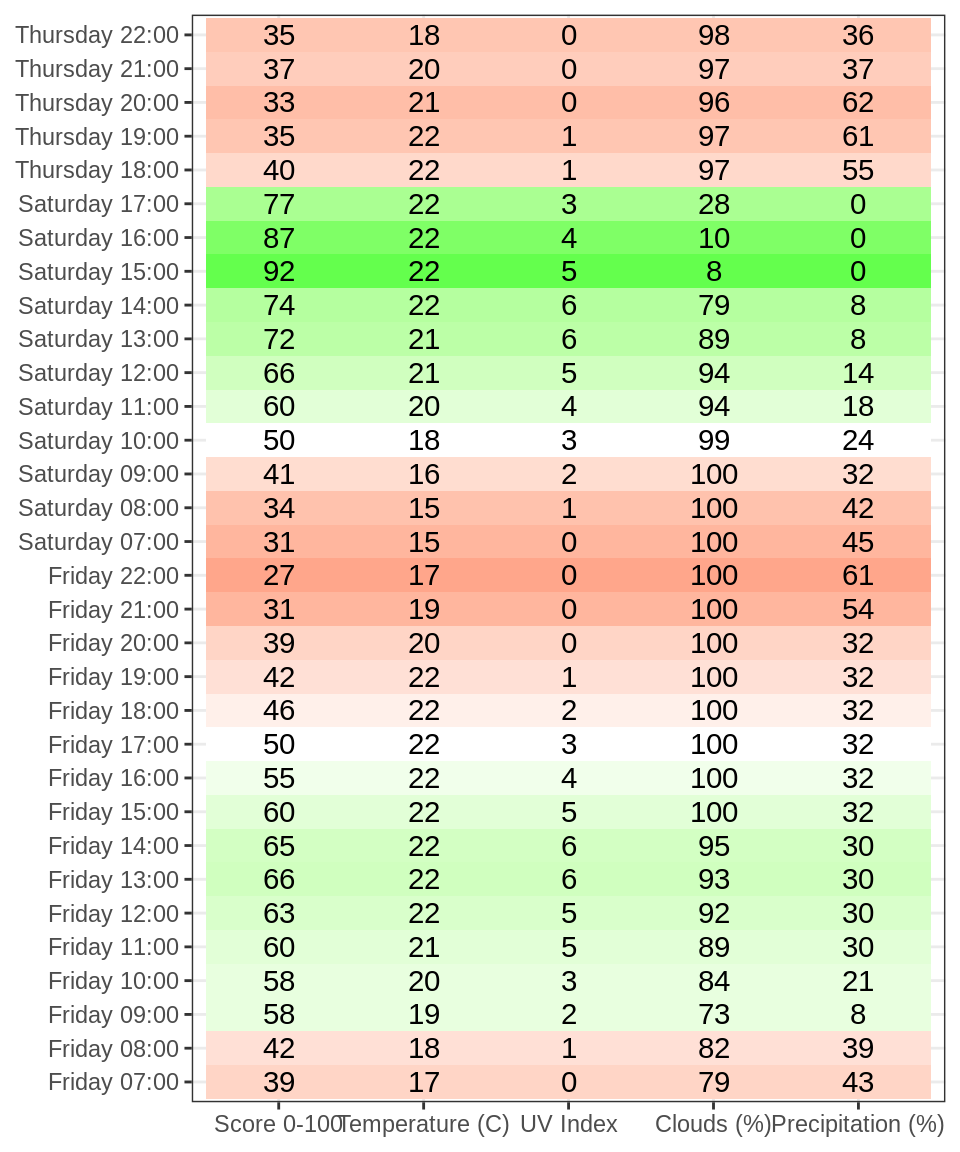 Thursday 22:00 35 18 0 98 36
Thursday 21:00 37 20 0 97 37
Thursday 20:00 33 21 0 96 62
Thursday 19:00 35 22 1 97 61
Thursday 18:00 40 22 1 97 55
Saturday 17:00 77 22 3 28 0
Saturday 16:00 87 22 4 10 0
Saturday 15:00 92 22 5 8 0
Saturday 14:00 74 22 6 79 8
Saturday 13:00 72 21 6 89 8
Saturday 12:00 66 21 5 94 14
Saturday 11:00 60 20 4 94 18
Saturday 10:00 50 18 3 99 24
Saturday 09:00 41 16 2 100 32
Saturday 08:00 34 15 1 100 42
Saturday 07:00 31 15 0 100 45
Friday 22:00 27 17 0 100 61
Friday 21:00 31 19 0 100 54
Friday 20:00 39 20 0 100 32
Friday 19:00 42 22 1 100 32
Friday 18:00 46 22 2 100 32
Friday 17:00 50 22 3 100 32
Friday 16:00 55 22 4 100 32
Friday 15:00 60 22 5 100 32
Friday 14:00 65 22 6 95 30
Friday 13:00 66 22 6 93 30
Friday 12:00 63 22 5 92 30
Friday 11:00 60 21 5 89 30
Friday 10:00 58 20 3 84 21
Friday 09:00 58 19 2 73 8
Friday 08:00 42 18 1 82 39
Friday 07:00 39 17 0 79 43
Score 0-100 Temperature (C) UV Index Clouds (%) Precipitation (%)